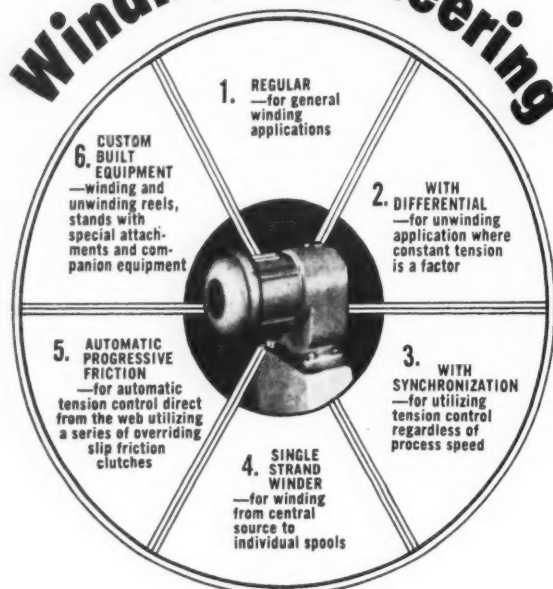 Wind eering
1. REGULAR
—for general
winding
applications
2. WITH
DIFFERENTIAL
—for unwinding
application where
constant tension
is a factor
3. WITH
SYNCHRONIZATION
—for utilizing
tension control
regardless of
process speed
4. SINGLE
STRAND
WINDER
—for winding
from central
source to
individual spools
5. AUTOMATIC
PROGRESSIVE
FRICTION
—for automatic
tension control direct
from the web utilizing
a series of overriding
slip friction
clutches
6. CUSTOM
BUILT
EQUIPMENT
—winding and
unwinding reels,
stands with
special attach-
ments and com-
panion equipment